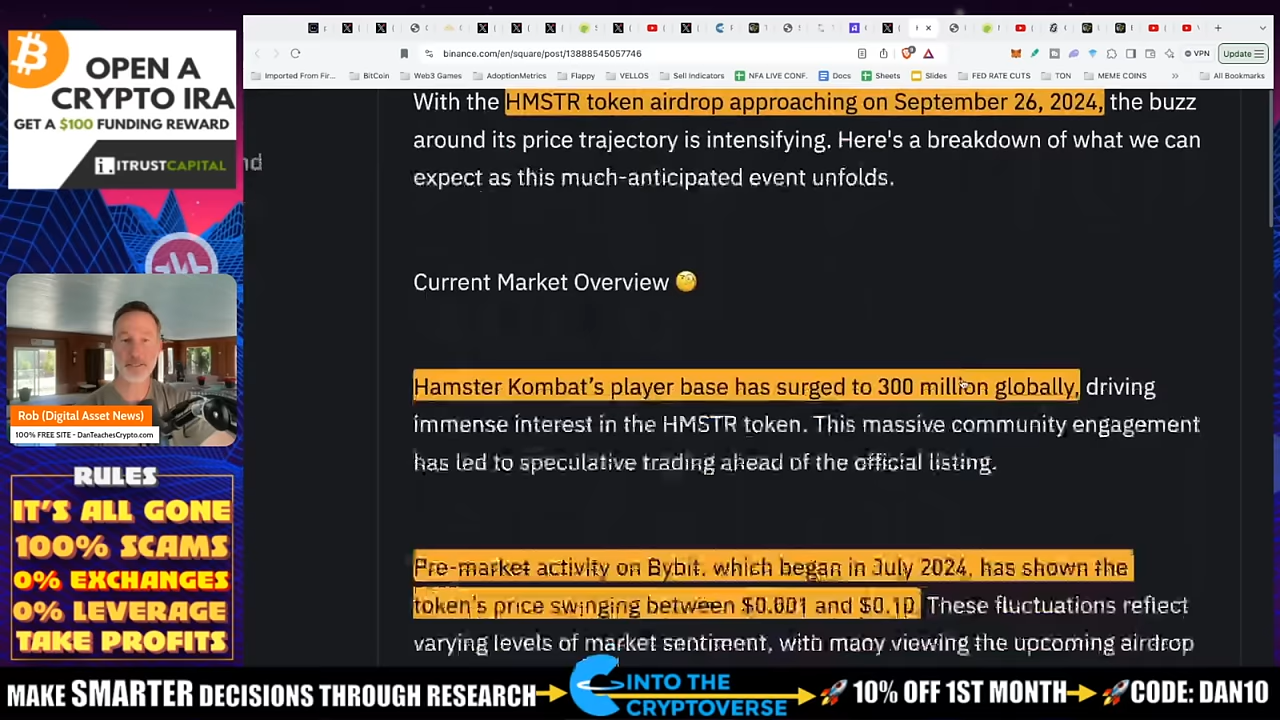 OPEN A
CRYPTO IRA
GET A $100 FUNDING REWARD
ITRUSTCAPITAL
nd
Rob (Digital Asset News)
100% FREE SITE - DanTeachesCrypto.com
RULES
IT'S ALL GONE
100% SCAMS
0% EXCHANGES
0% LEVERAGE
TAKE PROFITS
binance.com/en/square/post/13888545057746
VPN
Update
Imported From Fir... BitCoin Web3 Games AdoptionMetrics Flappy VELLOS Sell Indicators NFA LIVE CONF. Docs Sheets Slides FED RATE CUTS TON MEME COINS » All Bookmarks
With the HMSTR token airdrop approaching on September 26, 2024, the buzz
around its price trajectory is intensifying. Here's a breakdown of what we can
expect as this much-anticipated event unfolds.
Current Market Overview 🧐
Hamster Kombat's player base has surged to 300 million globally, driving
immense interest in the HMSTR token. This massive community engagement
has led to speculative trading ahead of the official listing.
Pre-market activity on Bybit, which began in July 2024, has shown the
token's price swinging between $0.001 and $0.10. These fluctuations reflect
varying levels of market sentiment, with many viewing the upcoming airdrop
MAKE SMARTER DECISIONS THROUGH RESEARCH
INTO THE
CRYPTOVERSE
🚀 10% OFF 1ST MONTH
🚀CODE: DAN10